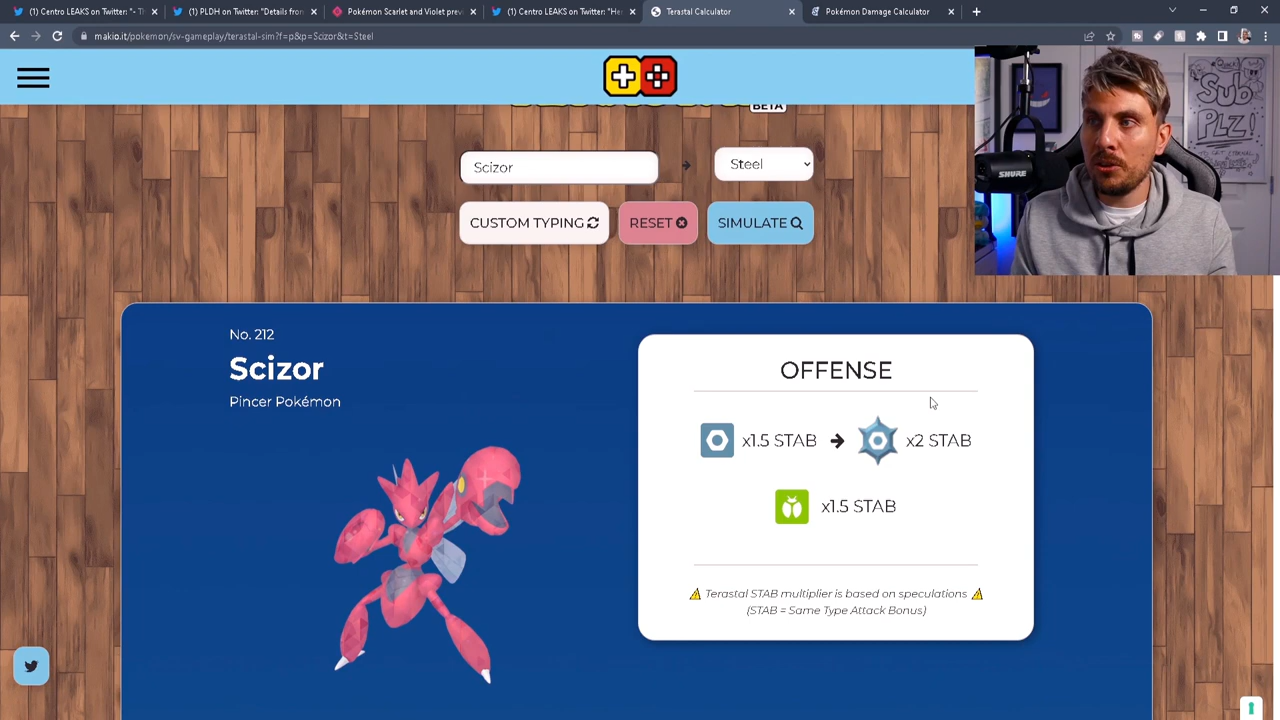 (1) Centro LEAKS on Twitter: "• Th
PLDH on Twitter: "Details from
Pokémon Scarlet and Violet prev
(1) Centro LEAKS on Twitter: "He
Terastal Calculator
Pokémon Damage Calculator
makio.it/pokemon/sv-gameplay/terastal-sim?f=p&p=Scizor&t=Steel
BETA
Sub
PLZ!
SHURE
Scizor
Steel
CUSTOM TYPING
RESET
SIMULATE
No. 212
Scizor
Pincer Pokémon
OFFENSE
x1.5 STAB
x2 STAB
x1.5 STAB
Terastal STAB multiplier is based on speculations
(STAB = Same Type Attack Bonus)